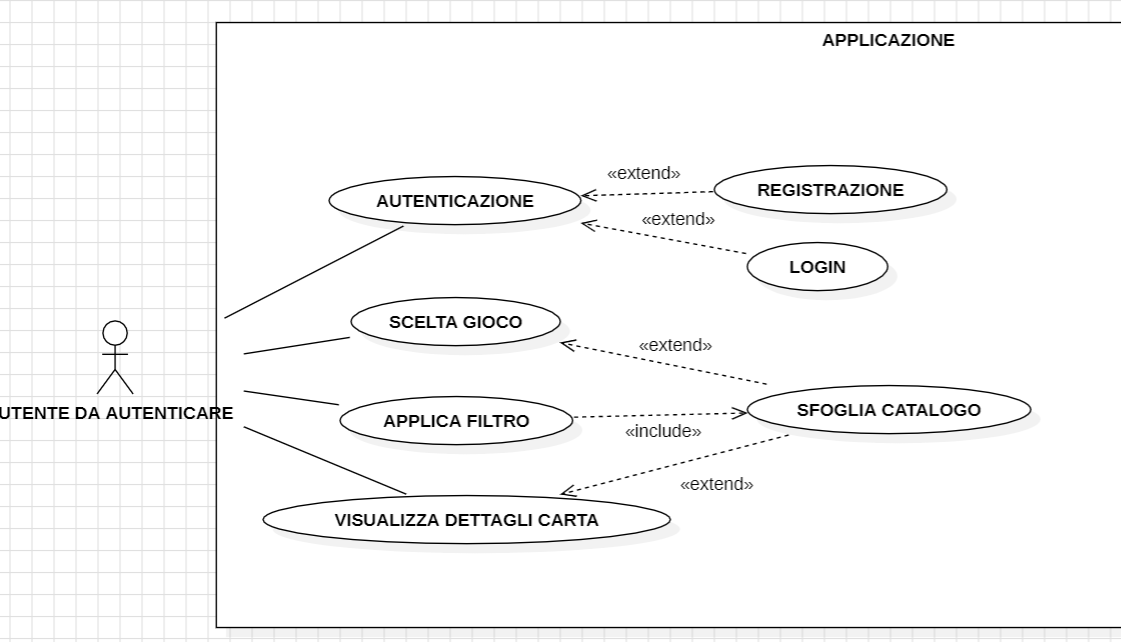 APPLICAZIONE
«extend»
REGISTRAZIONE
AUTENTICAZIONE
«extend»
LOGIN
SCELTA GIOCO
«extend»
UTENTE DA AUTENTICARE
SFOGLIA CATALOGO
APPLICA FILTRO
«include»
«extend»
VISUALIZZA DETTAGLI CARTA